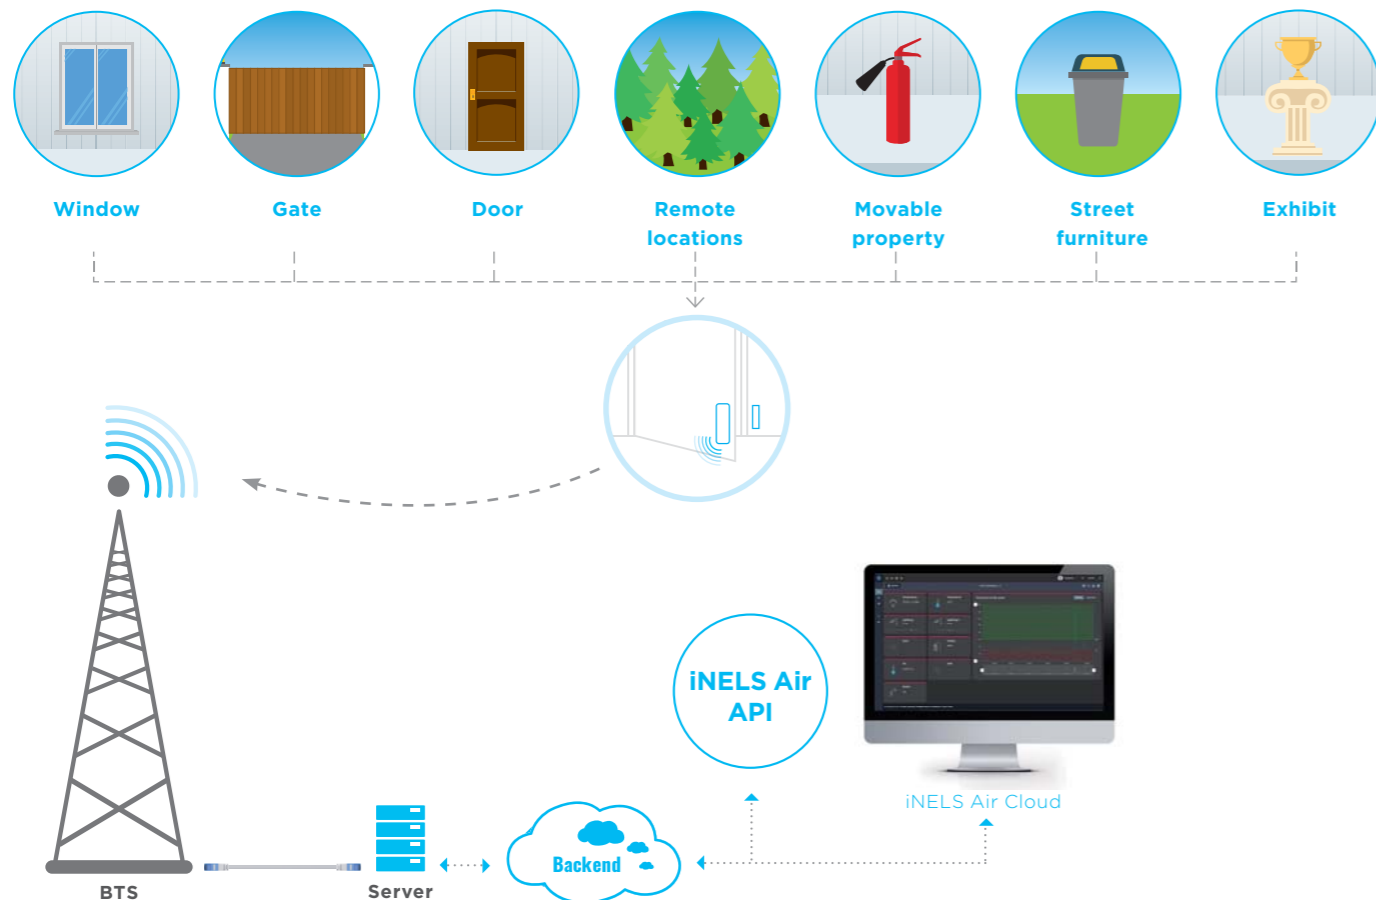 Window
Gate
Door
Remote
locations
Movable
property
Street
furniture
Exhibit
iNELS Air
API
iNELS Air Cloud
Backend
BTS
Server